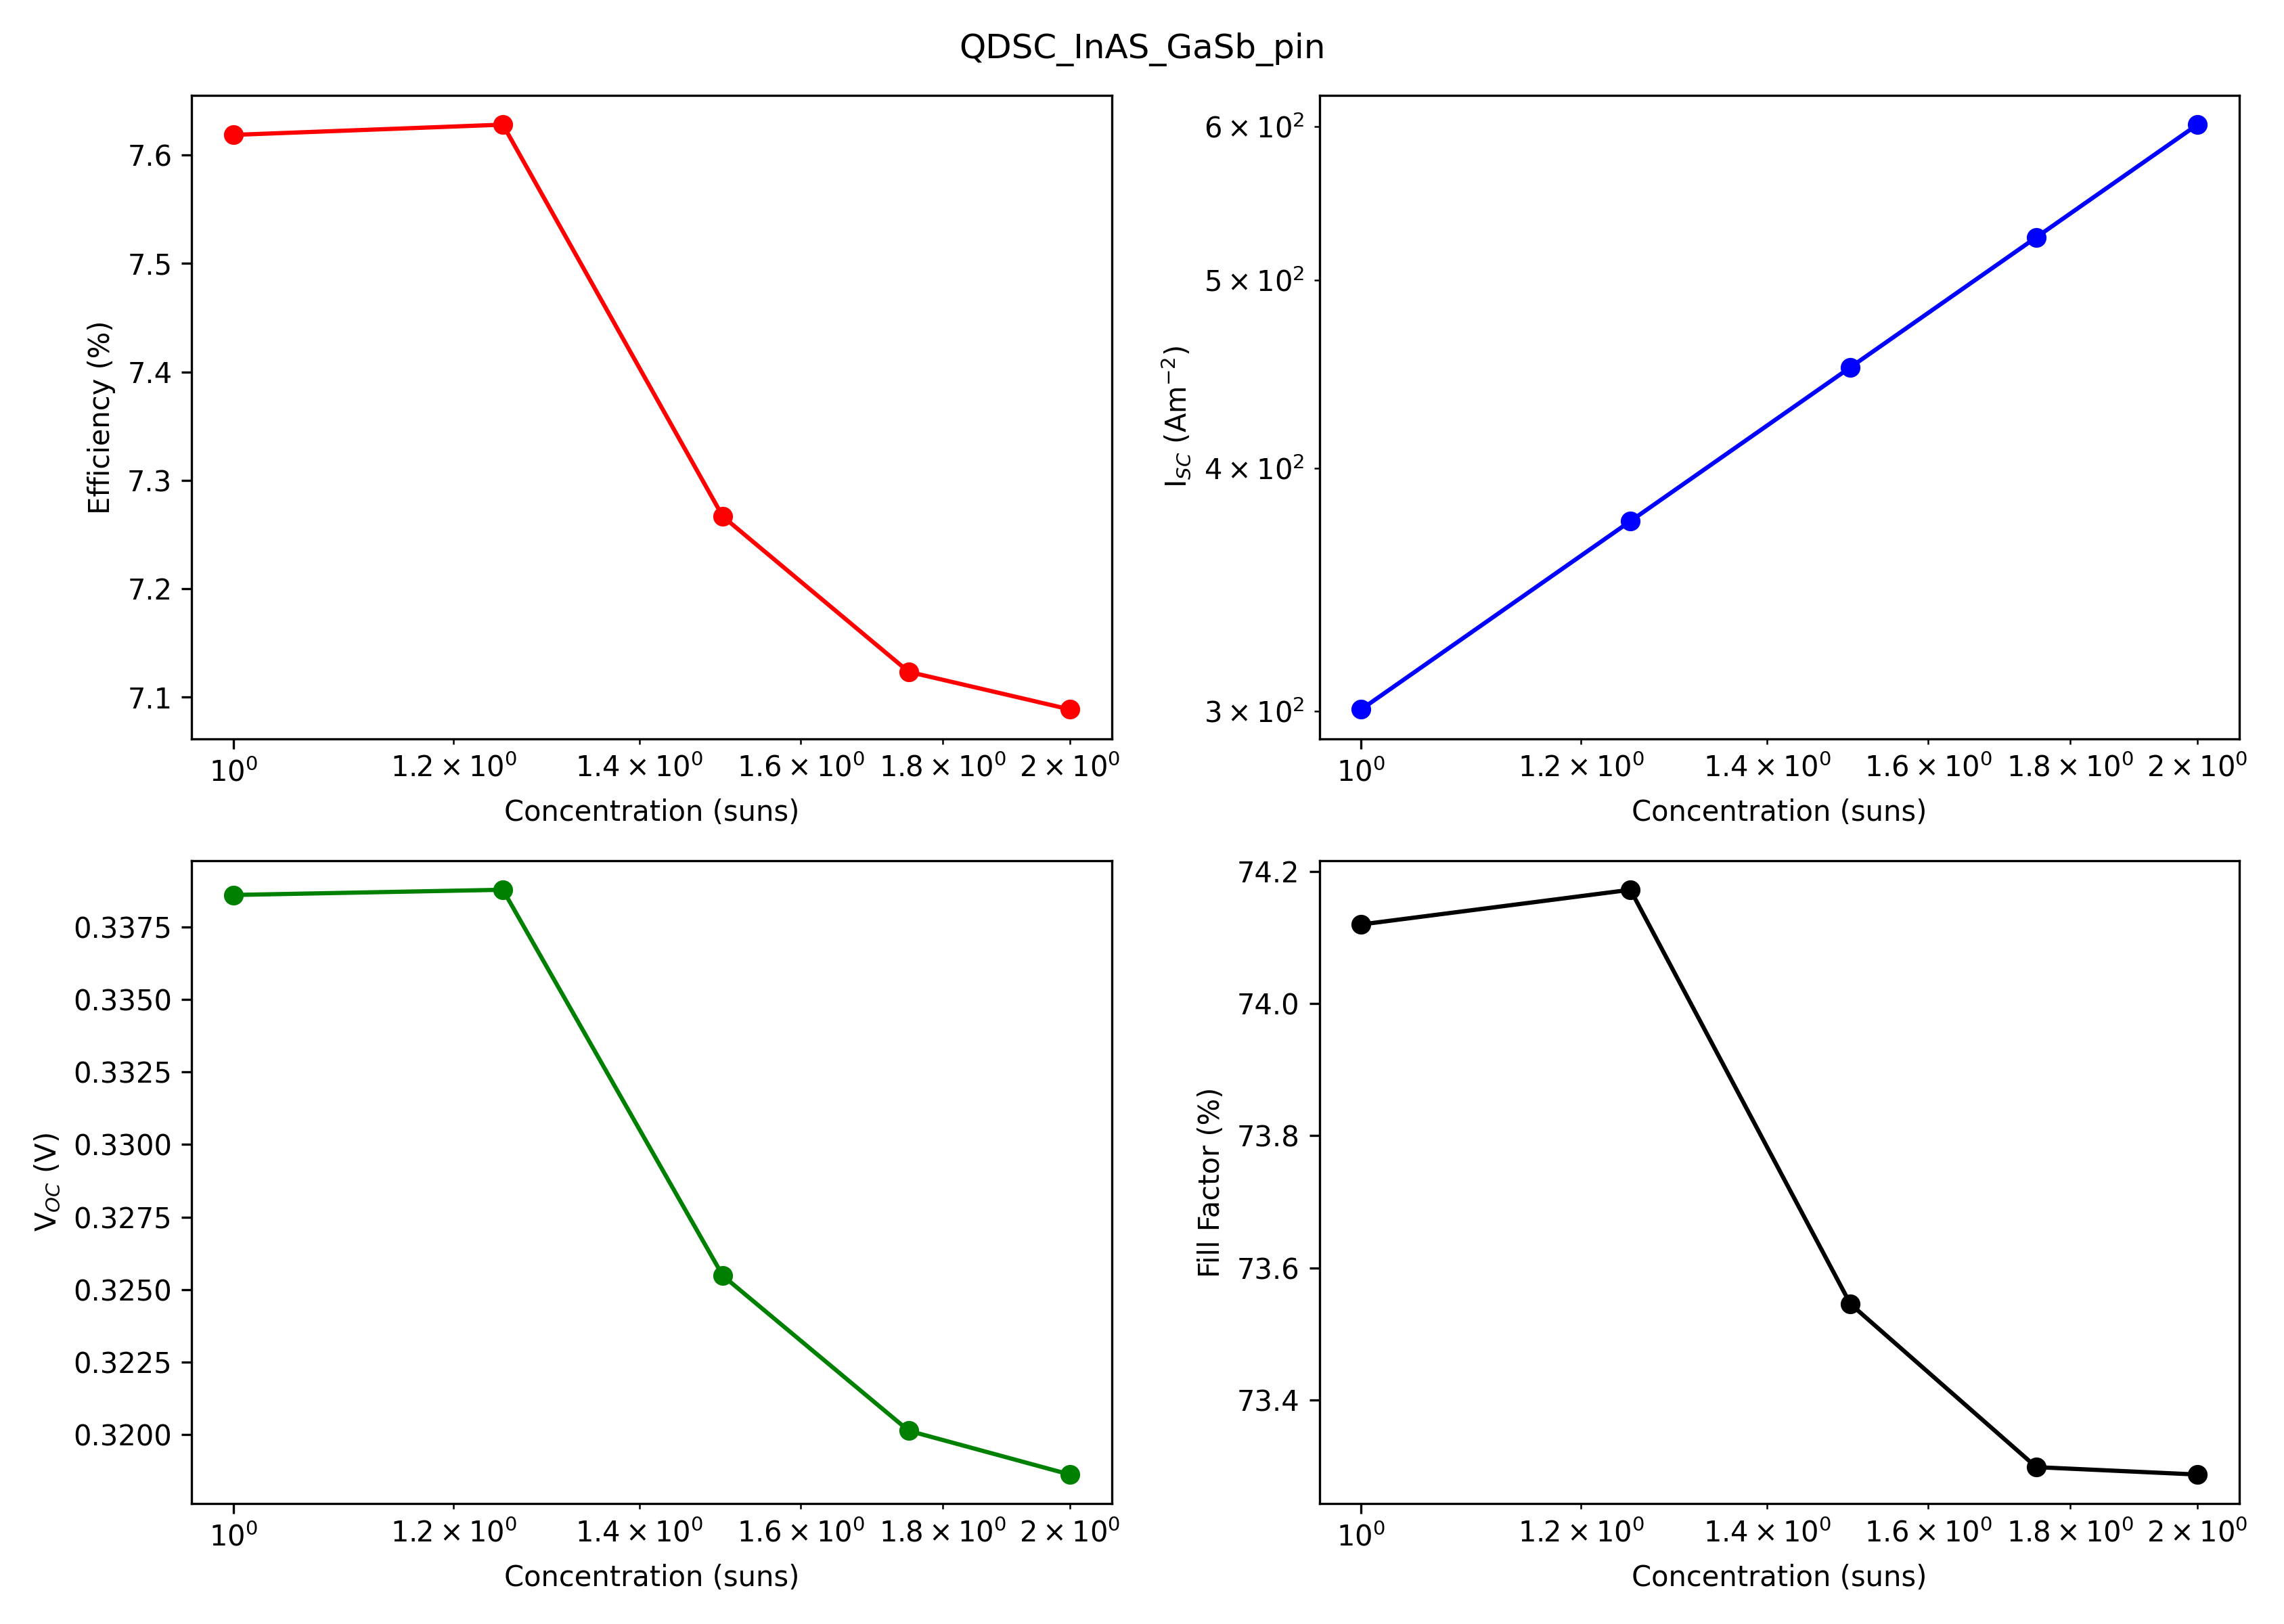 QDSC_InAS_GaSb_pin
Efficiency (%)
7.6
7.5
7.4
7.3
7.2
7.1
10⁰ 1.2×10⁰ 1.4×10⁰ 1.6×10⁰ 1.8×10⁰ 2×10⁰
Concentration (suns)
I_SC (Am⁻²)
6×10²
5×10²
4×10²
3×10²
10⁰ 1.2×10⁰ 1.4×10⁰ 1.6×10⁰ 1.8×10⁰ 2×10⁰
Concentration (suns)
V_OC (V)
0.3375
0.3350
0.3325
0.3300
0.3275
0.3250
0.3225
0.3200
10⁰ 1.2×10⁰ 1.4×10⁰ 1.6×10⁰ 1.8×10⁰ 2×10⁰
Concentration (suns)
Fill Factor (%)
74.2
74.0
73.8
73.6
73.4
10⁰ 1.2×10⁰ 1.4×10⁰ 1.6×10⁰ 1.8×10⁰ 2×10⁰
Concentration (suns)